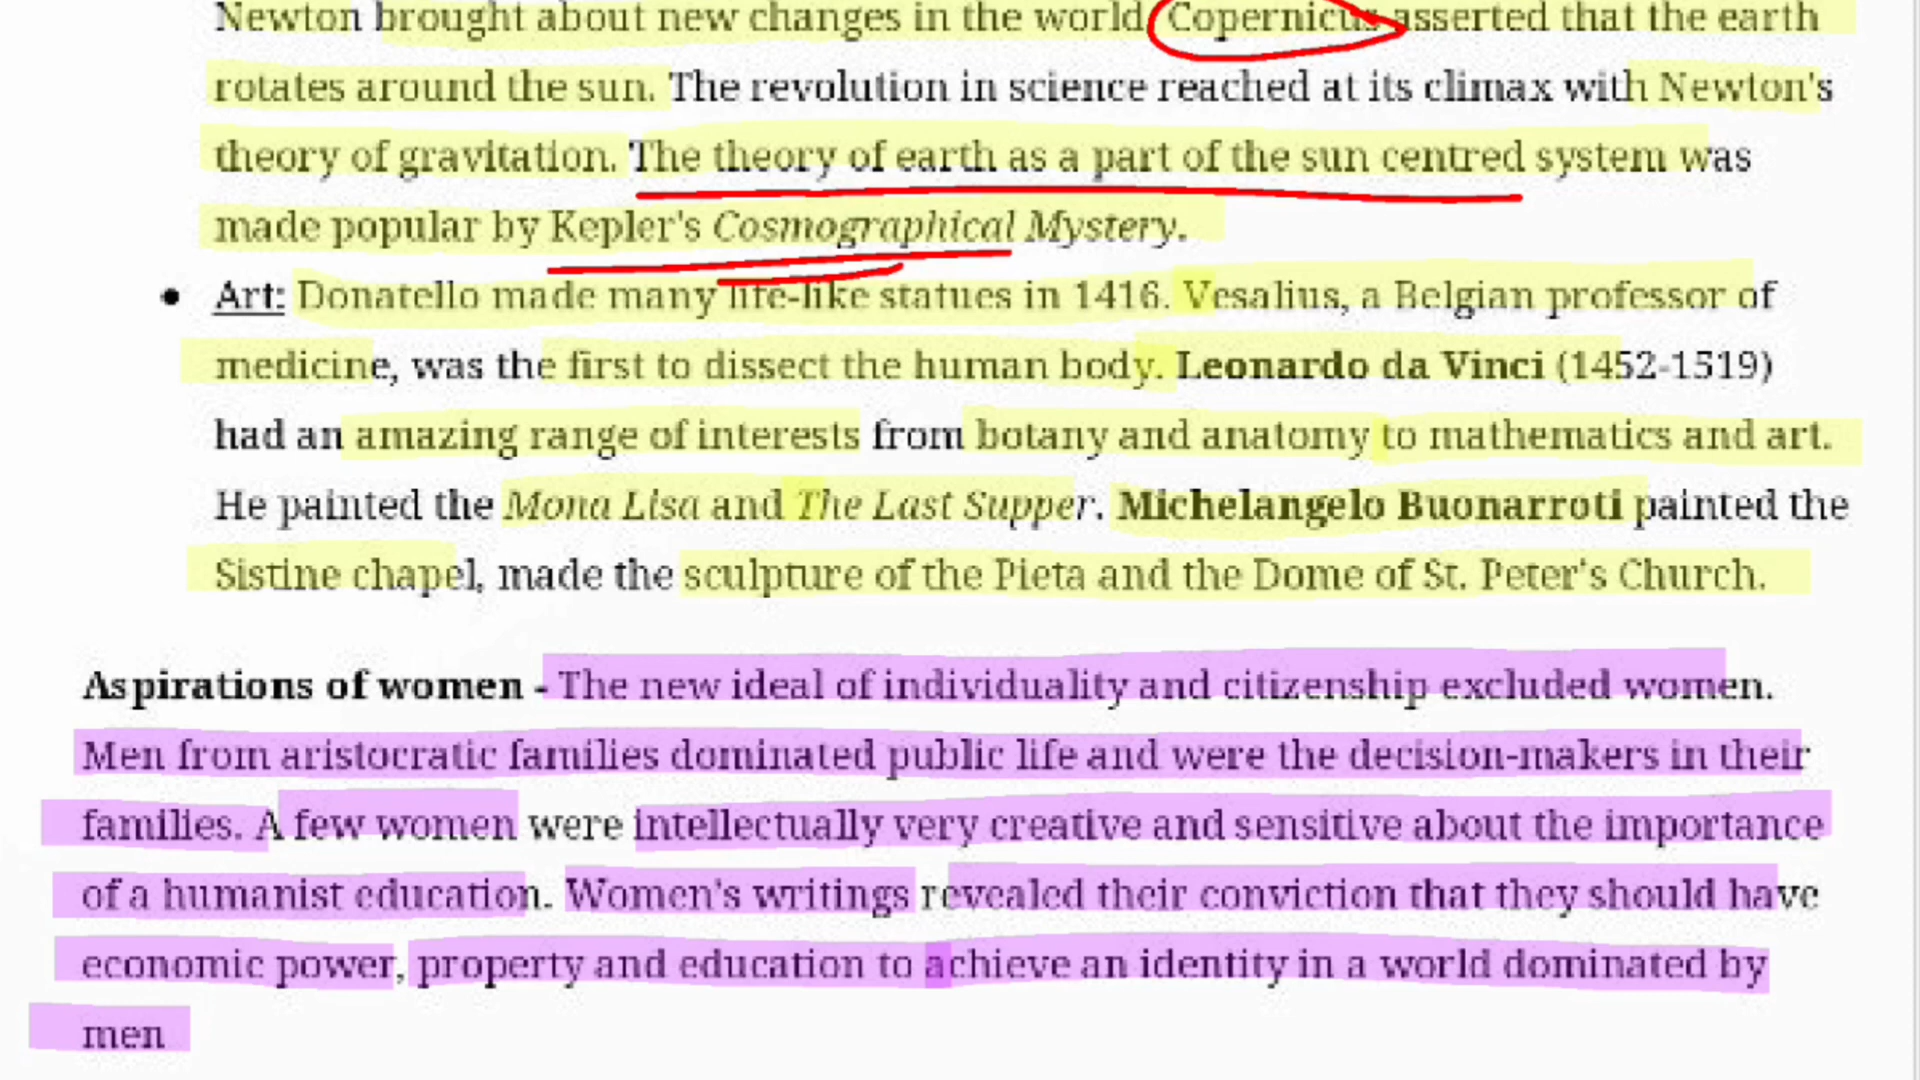 Newton brought about new changes in the world. Copernicus asserted that the earth
rotates around the sun. The revolution in science reached at its climax with Newton's
theory of gravitation. The theory of earth as a part of the sun centred system was
made popular by Kepler's Cosmographical Mystery.
• Art: Donatello made many life-like statues in 1416. Vesalius, a Belgian professor of
medicine, was the first to dissect the human body. Leonardo da Vinci (1452-1519)
had an amazing range of interests from botany and anatomy to mathematics and art.
He painted the Mona Lisa and The Last Supper. Michelangelo Buonarroti painted the
Sistine chapel, made the sculpture of the Pieta and the Dome of St. Peter's Church.
Aspirations of women - The new ideal of individuality and citizenship excluded women.
Men from aristocratic families dominated public life and were the decision-makers in their
families. A few women were intellectually very creative and sensitive about the importance
of a humanist education. Women's writings revealed their conviction that they should have
economic power, property and education to achieve an identity in a world dominated by
men